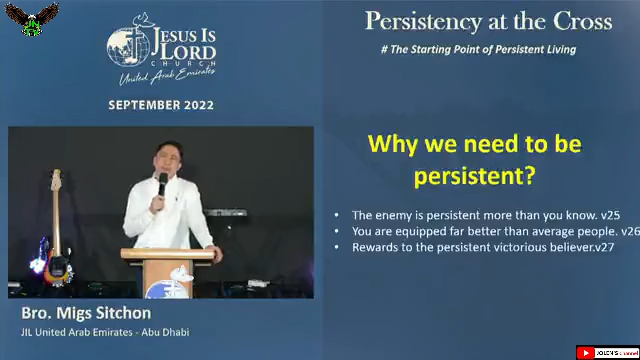 JN
JESUS IS
LORD
CHURCH
United Arab Emirates
SEPTEMBER 2022
Bro. Migs Sitchon
JIL United Arab Emirates - Abu Dhabi
Persistency at the Cross
# The Starting Point of Persistent Living
Why we need to be
persistent?
• The enemy is persistent more than you know. v25
• You are equipped far better than average people. v26
• Rewards to the persistent victorious believer.v27
JOLEN'S channel